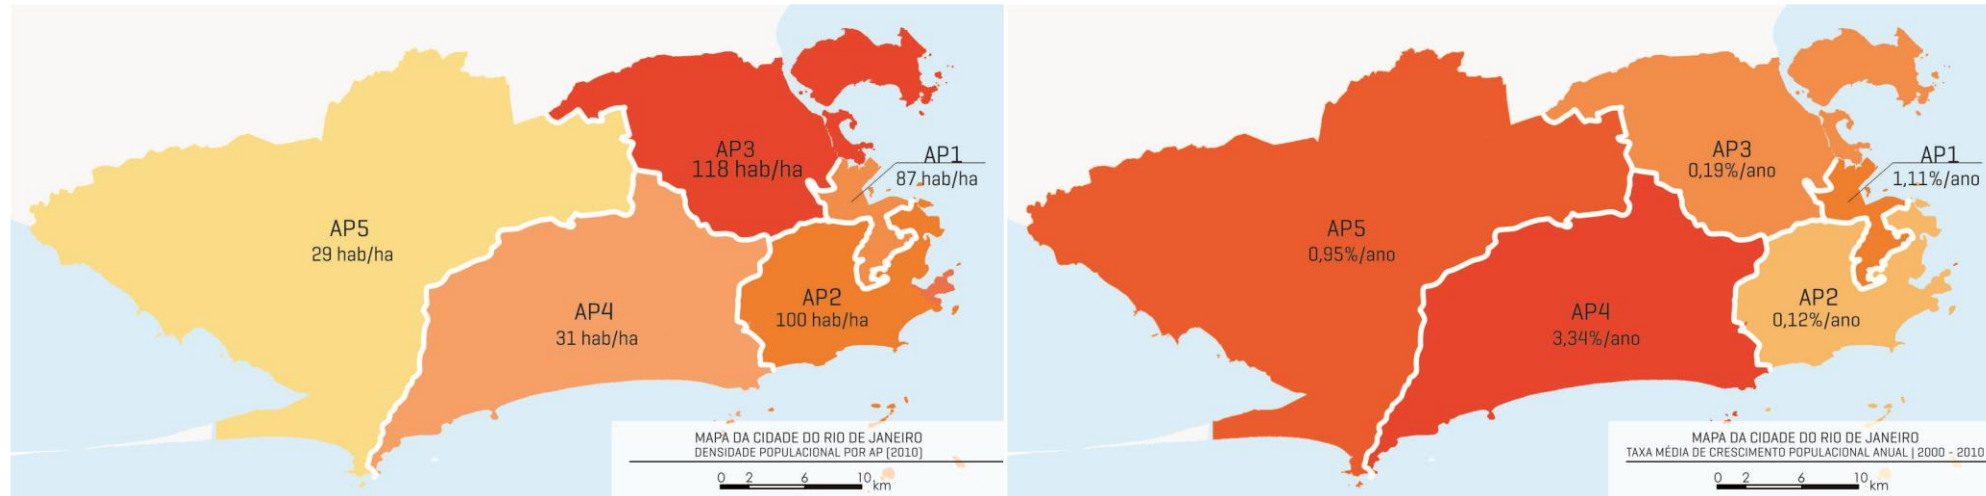 AP3
118 hab/ha
AP1
87 hab/ha
AP5
29 hab/ha
AP4
31 hab/ha
AP2
100 hab/ha
MAPA DA CIDADE DO RIO DE JANEIRO
DENSIDADE POPULACIONAL POR AP (2010)
0 2 6 10 km
AP3
0,19%/ano
AP1
1,11%/ano
AP5
0,95%/ano
AP4
3,34%/ano
AP2
0,12%/ano
MAPA DA CIDADE DO RIO DE JANEIRO
TAXA MÉDIA DE CRESCIMENTO POPULACIONAL ANUAL | 2000 - 2010
0 2 6 10 km